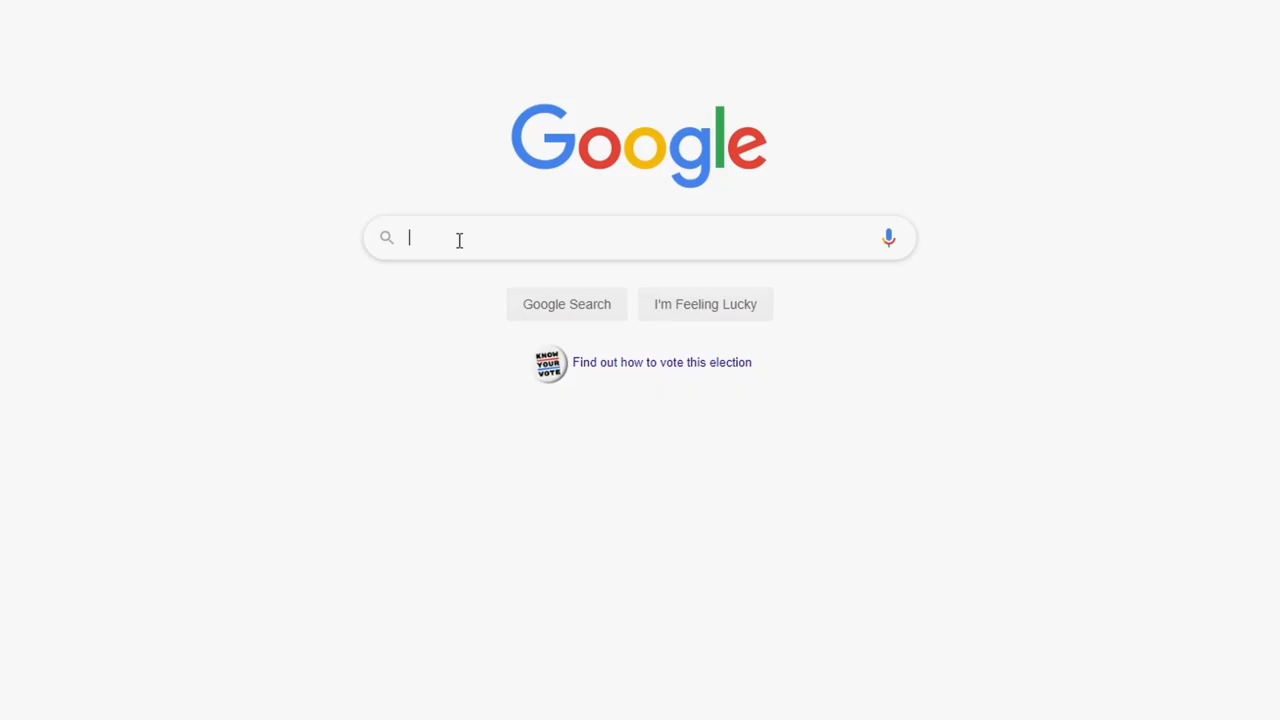 Google
Google Search
I'm Feeling Lucky
KNOW
YOUR
VOTE
Find out how to vote this election